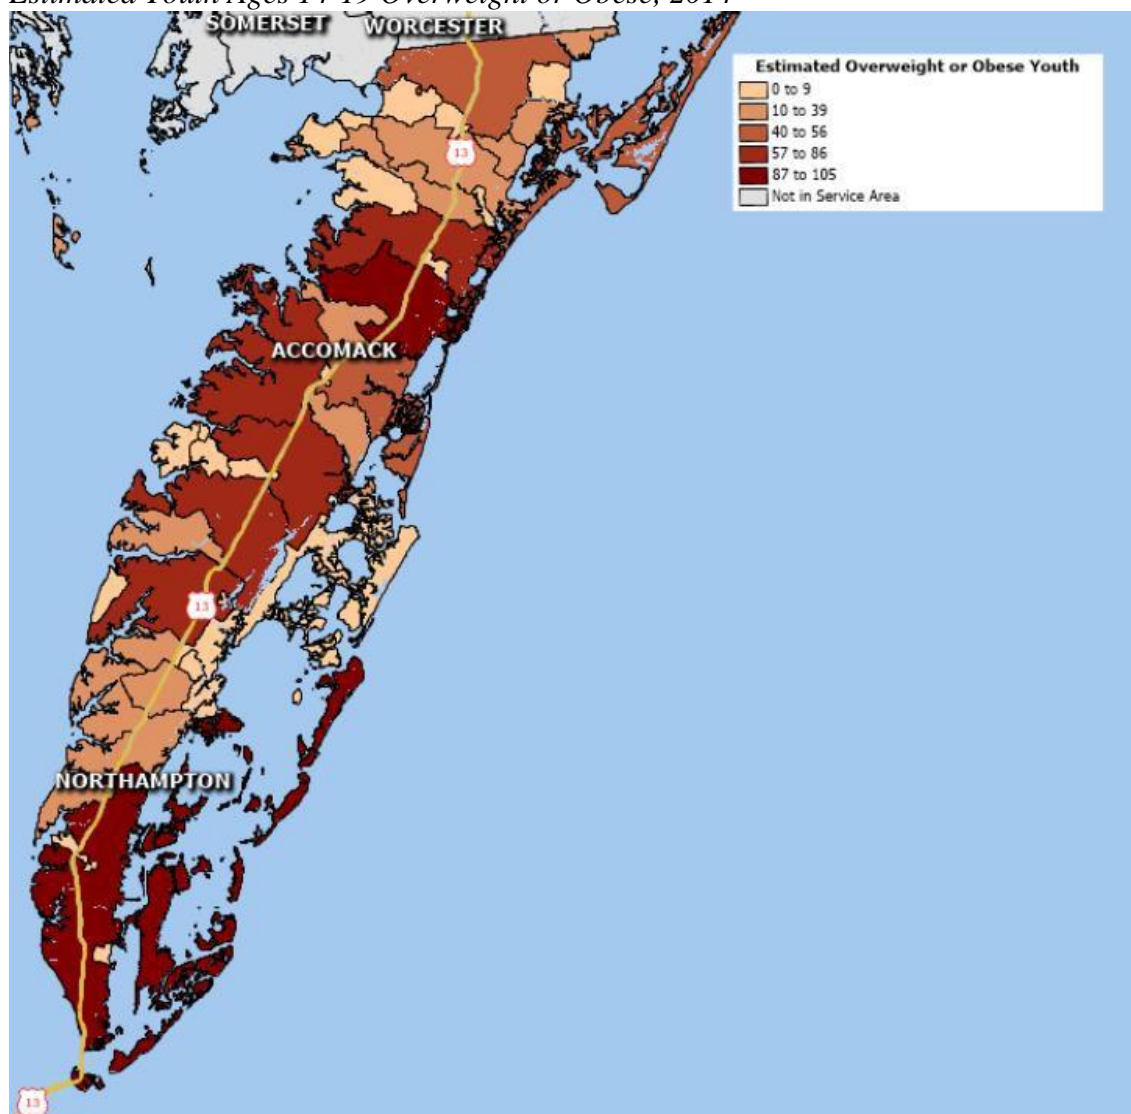 Estimated Youth Ages 14-19 Overweight or Obese, 2014
SOMERSET
WORCESTER
Estimated Overweight or Obese Youth
0 to 9
10 to 39
40 to 56
57 to 86
87 to 105
Not in Service Area
13
ACCOMACK
13
NORTHAMPTON
13